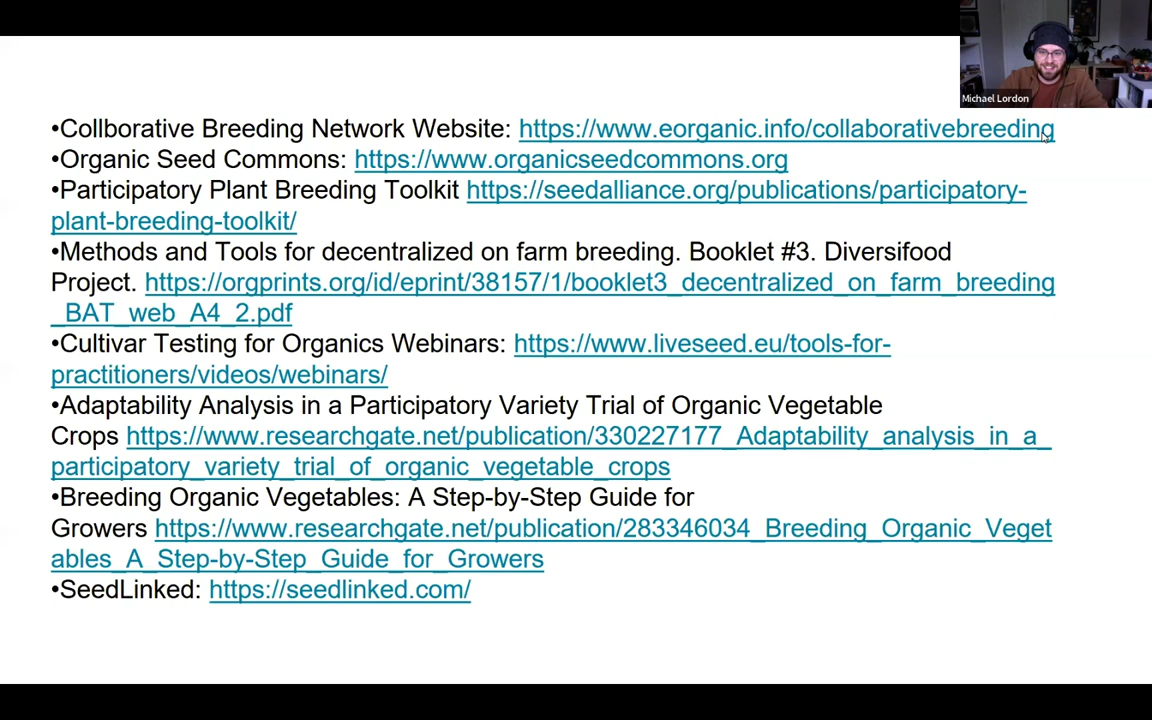 Michael Lordon
•Collborative Breeding Network Website: https://www.eorganic.info/collaborativebreeding
•Organic Seed Commons: https://www.organicseedcommons.org
•Participatory Plant Breeding Toolkit https://seedalliance.org/publications/participatory-
plant-breeding-toolkit/
•Methods and Tools for decentralized on farm breeding. Booklet #3. Diversifood
Project. https://orgprints.org/id/eprint/38157/1/booklet3_decentralized_on_farm_breeding
_BAT_web_A4_2.pdf
•Cultivar Testing for Organics Webinars: https://www.liveseed.eu/tools-for-
practitioners/videos/webinars/
•Adaptability Analysis in a Participatory Variety Trial of Organic Vegetable
Crops https://www.researchgate.net/publication/330227177_Adaptability_analysis_in_a_
participatory_variety_trial_of_organic_vegetable_crops
•Breeding Organic Vegetables: A Step-by-Step Guide for
Growers https://www.researchgate.net/publication/283346034_Breeding_Organic_Veget
ables_A_Step-by-Step_Guide_for_Growers
•SeedLinked: https://seedlinked.com/